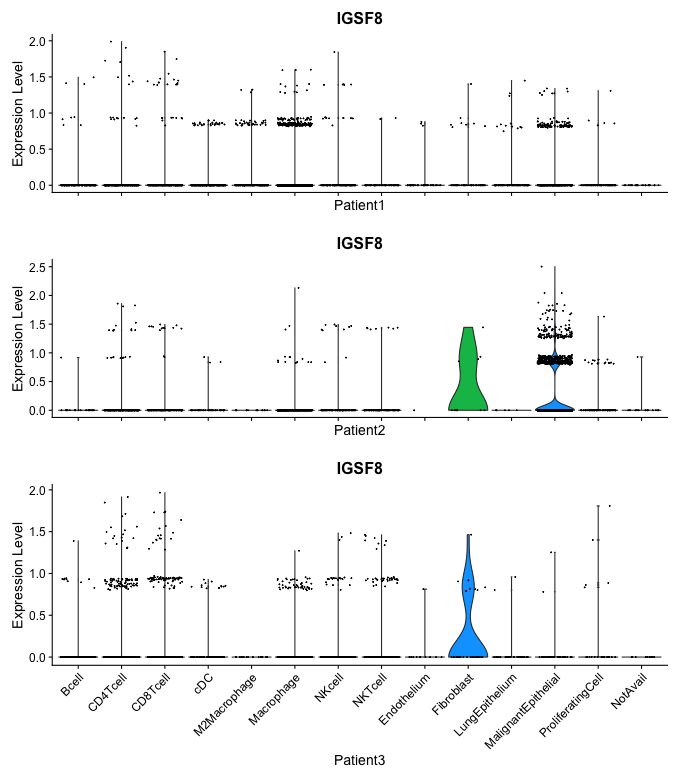 IGSF8
Expression Level
2.0
1.5
1.0
0.5
0.0
Patient1
IGSF8
Expression Level
2.5
2.0
1.5
1.0
0.5
0.0
Patient2
IGSF8
Expression Level
2.0
1.5
1.0
0.5
0.0
Bcell
CD4Tcell
CD8Tcell
cDC
M2Macrophage
Macrophage
NKcell
NKTcell
Endothelium
Fibroblast
LungEpithelium
MalignantEpithelial
ProliferatingCell
NotAvail
Patient3